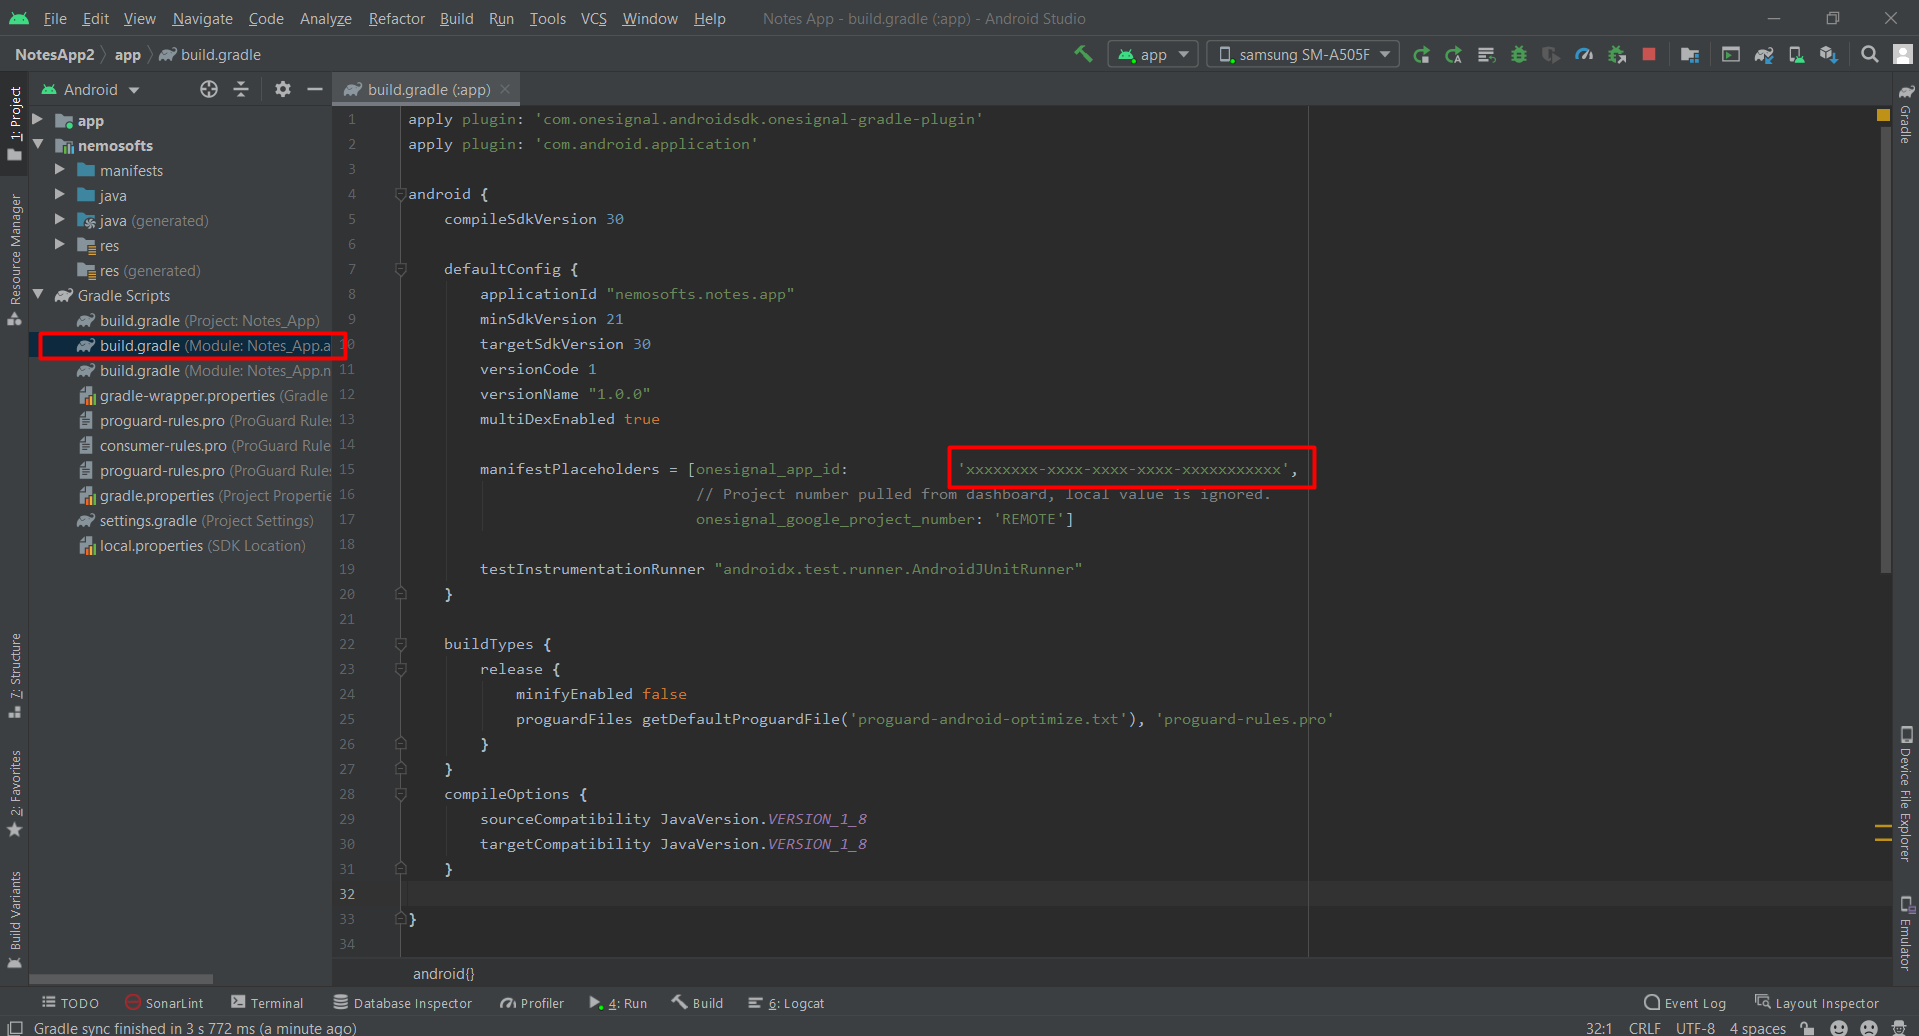 File Edit View Navigate Code Analyze Refactor Build Run Tools VCS Window Help Notes App - build.gradle (:app) - Android Studio
NotesApp2 app build.gradle
app samsung SM-A505F
1: Project
Resource Manager
7: Structure
2: Favorites
Build Variants
Android
app
nemosofts
manifests
java
java (generated)
res
res (generated)
Gradle Scripts
build.gradle (Project: Notes_App)
build.gradle (Module: Notes_App.a
build.gradle (Module: Notes_App.n
gradle-wrapper.properties (Gradle
proguard-rules.pro (ProGuard Rules
consumer-rules.pro (ProGuard Rule
proguard-rules.pro (ProGuard Rules
gradle.properties (Project Propertie
settings.gradle (Project Settings)
local.properties (SDK Location)
build.gradle (:app)
1 apply plugin: 'com.onesignal.androidsdk.onesignal-gradle-plugin'
2 apply plugin: 'com.android.application'
3
4 android {
5 compileSdkVersion 30
6
7 defaultConfig {
8 applicationId "nemosofts.notes.app"
9 minSdkVersion 21
10 targetSdkVersion 30
11 versionCode 1
12 versionName "1.0.0"
13 multiDexEnabled true
14
15 manifestPlaceholders = [onesignal_app_id: 'xxxxxxxx-xxxx-xxxx-xxxx-xxxxxxxxxxx',
16 // Project number pulled from dashboard, local value is ignored.
17 onesignal_google_project_number: 'REMOTE']
18
19 testInstrumentationRunner "androidx.test.runner.AndroidJUnitRunner"
20 }
21
22 buildTypes {
23 release {
24 minifyEnabled false
25 proguardFiles getDefaultProguardFile('proguard-android-optimize.txt'), 'proguard-rules.pro'
26 }
27 }
28 compileOptions {
29 sourceCompatibility JavaVersion.VERSION_1_8
30 targetCompatibility JavaVersion.VERSION_1_8
31 }
32
33 }
34
android{}
Gradle
Device File Explorer
Emulator
TODO SonarLint Terminal Database Inspector Profiler 4: Run Build 6: Logcat Event Log Layout Inspector
Gradle sync finished in 3 s 772 ms (a minute ago) 32:1 CRLF UTF-8 4 spaces